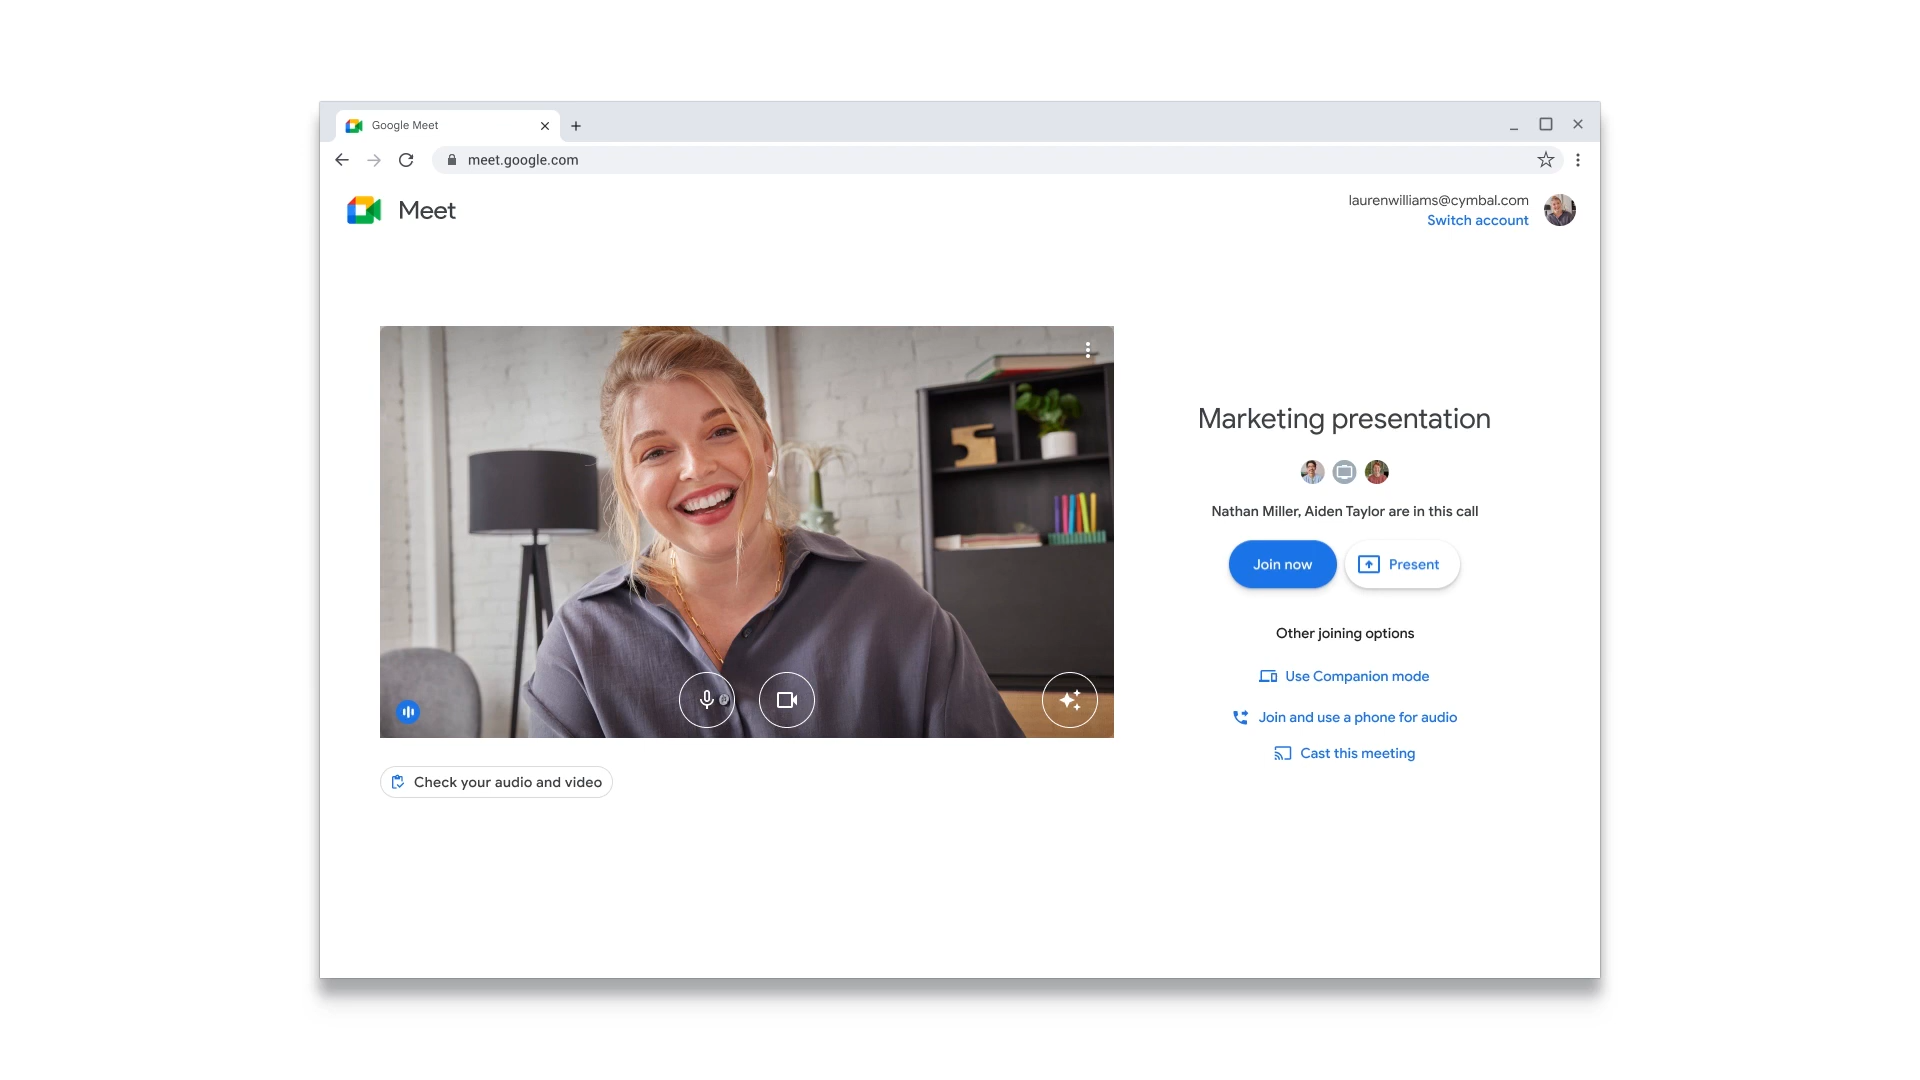 Google Meet
meet.google.com
Meet
laurenwilliams@cymbal.com
Switch account
Marketing presentation
Nathan Miller, Aiden Taylor are in this call
Join now
Present
Other joining options
Use Companion mode
Join and use a phone for audio
Cast this meeting
Check your audio and video